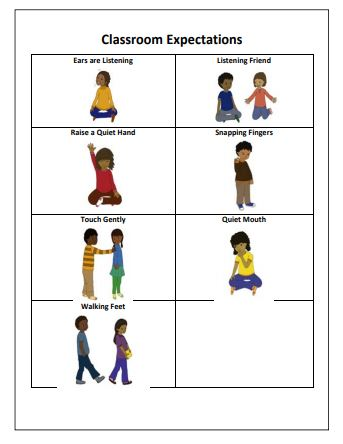 Classroom Expectations
Ears are Listening
Listening Friend
Raise a Quiet Hand
Snapping Fingers
Touch Gently
Quiet Mouth
Walking Feet